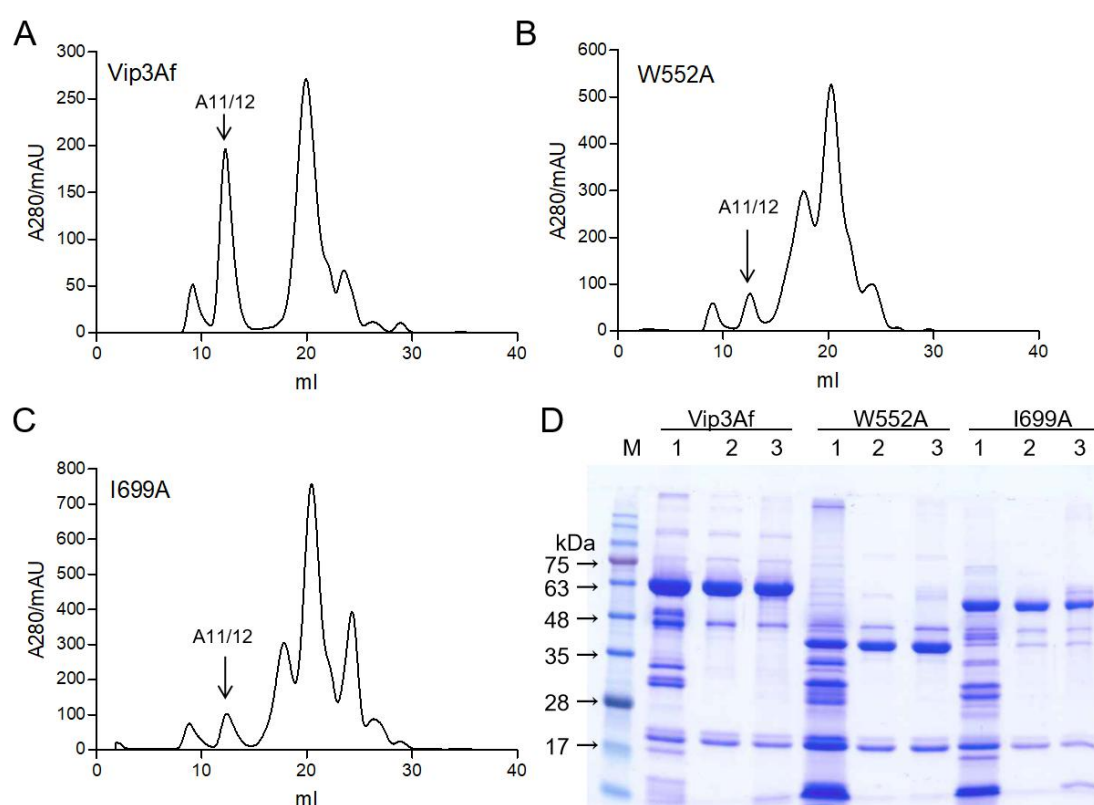 A
Vip3Af
A11/12
A280/mAU
300
250
200
150
100
50
0
0 10 20 30 40
ml
B
W552A
A11/12
A280/mAU
600
500
400
300
200
100
0
0 10 20 30 40
ml
C
I699A
A11/12
A280/mAU
800
700
600
500
400
300
200
100
0
0 10 20 30 40
ml
D
Vip3Af W552A I699A
M 1 2 3 1 2 3 1 2 3
kDa
75→
63→
48→
35→
28→
17→